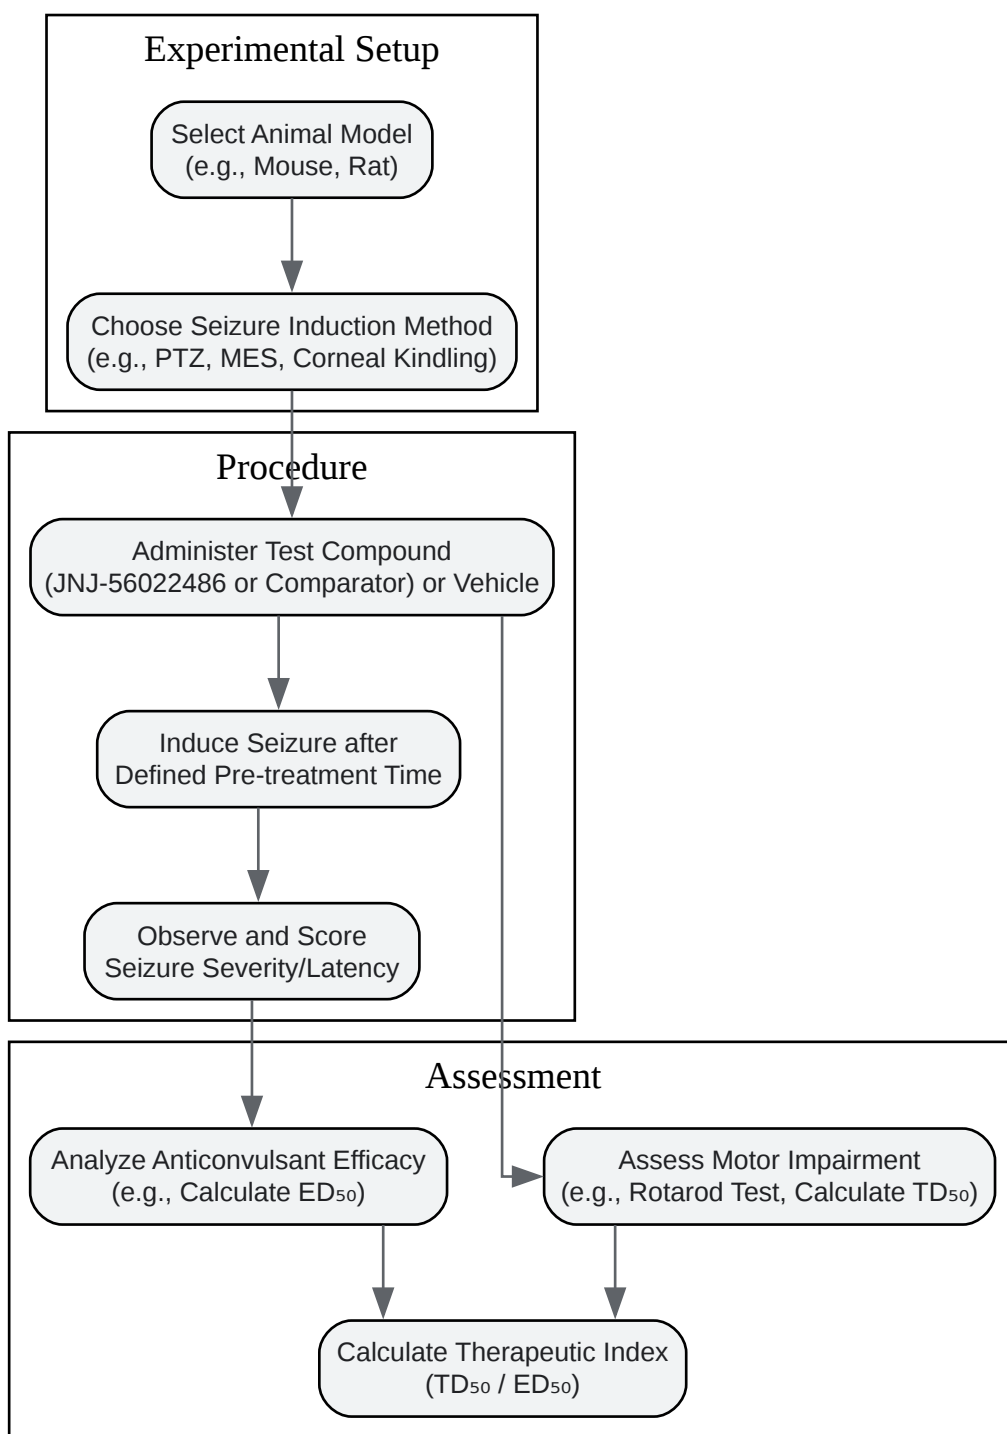 Experimental Setup
Select Animal Model
(e.g., Mouse, Rat)
Choose Seizure Induction Method
(e.g., PTZ, MES, Corneal Kindling)
Procedure
Administer Test Compound
(JNJ-56022486 or Comparator) or Vehicle
Induce Seizure after
Defined Pre-treatment Time
Observe and Score
Seizure Severity/Latency
Assessment
Analyze Anticonvulsant Efficacy
(e.g., Calculate ED₅₀)
Assess Motor Impairment
(e.g., Rotarod Test, Calculate TD₅₀)
Calculate Therapeutic Index
(TD₅₀ / ED₅₀)